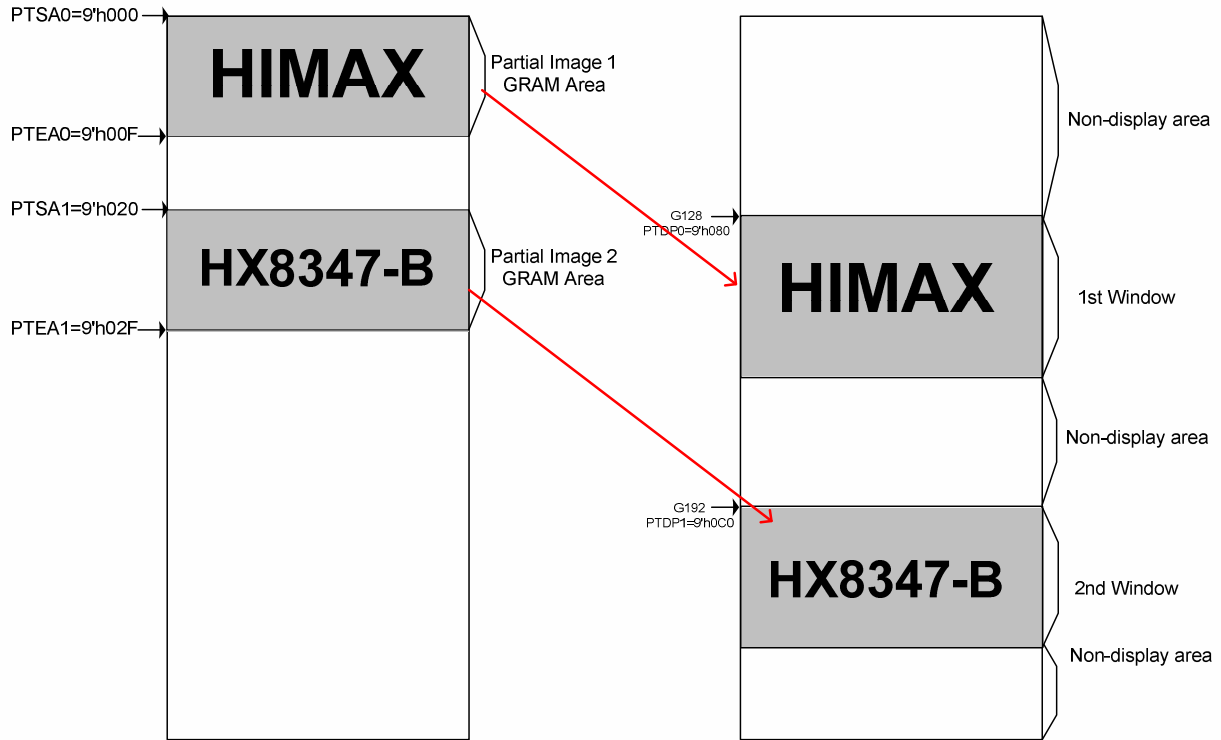 PTSA0=9'h000
HIMAX
Partial Image 1
GRAM Area
PTEA0=9'h00F
PTSA1=9'h020
HX8347-B
Partial Image 2
GRAM Area
PTEA1=9'h02F
Non-display area
G128
PTDP0=9'h080
HIMAX
1st Window
Non-display area
G192
PTDP1=9'h0C0
HX8347-B
2nd Window
Non-display area